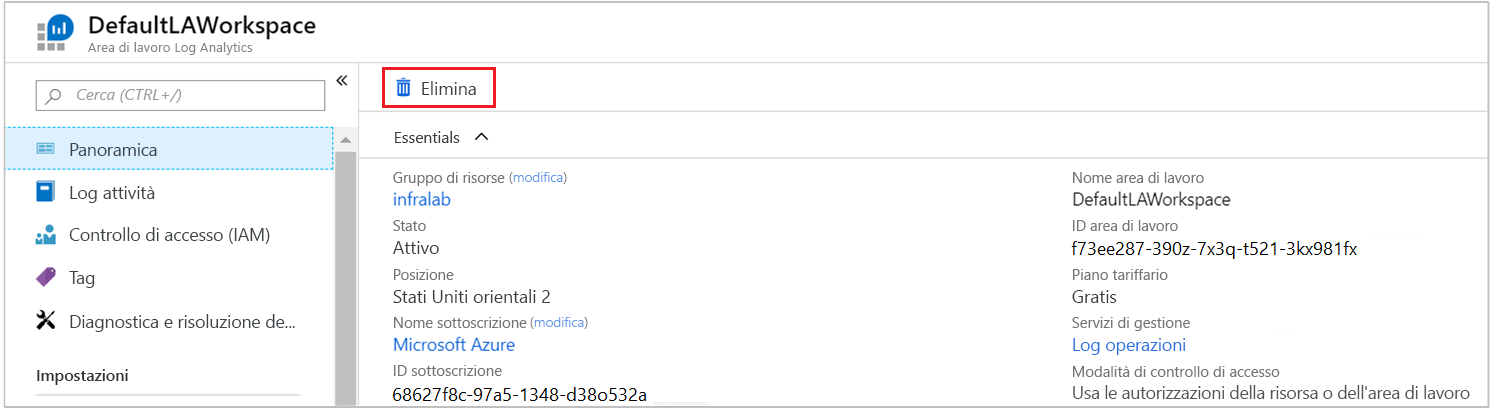 DefaultLAWorkspace
Area di lavoro Log Analytics
Cerca (CTRL+/)
«
Panoramica
Log attività
Controllo di accesso (IAM)
Tag
Diagnostica e risoluzione de...
Impostazioni
Elimina
Essentials
Gruppo di risorse (modifica)
infralab
Stato
Attivo
Posizione
Stati Uniti orientali 2
Nome sottoscrizione (modifica)
Microsoft Azure
ID sottoscrizione
68627f8c-97a5-1348-d38o532a
Nome area di lavoro
DefaultLAWorkspace
ID area di lavoro
f73ee287-390z-7x3q-t521-3kx981fx
Piano tariffario
Gratis
Servizi di gestione
Log operazioni
Modalità di controllo di accesso
Usa le autorizzazioni della risorsa o dell'area di lavoro